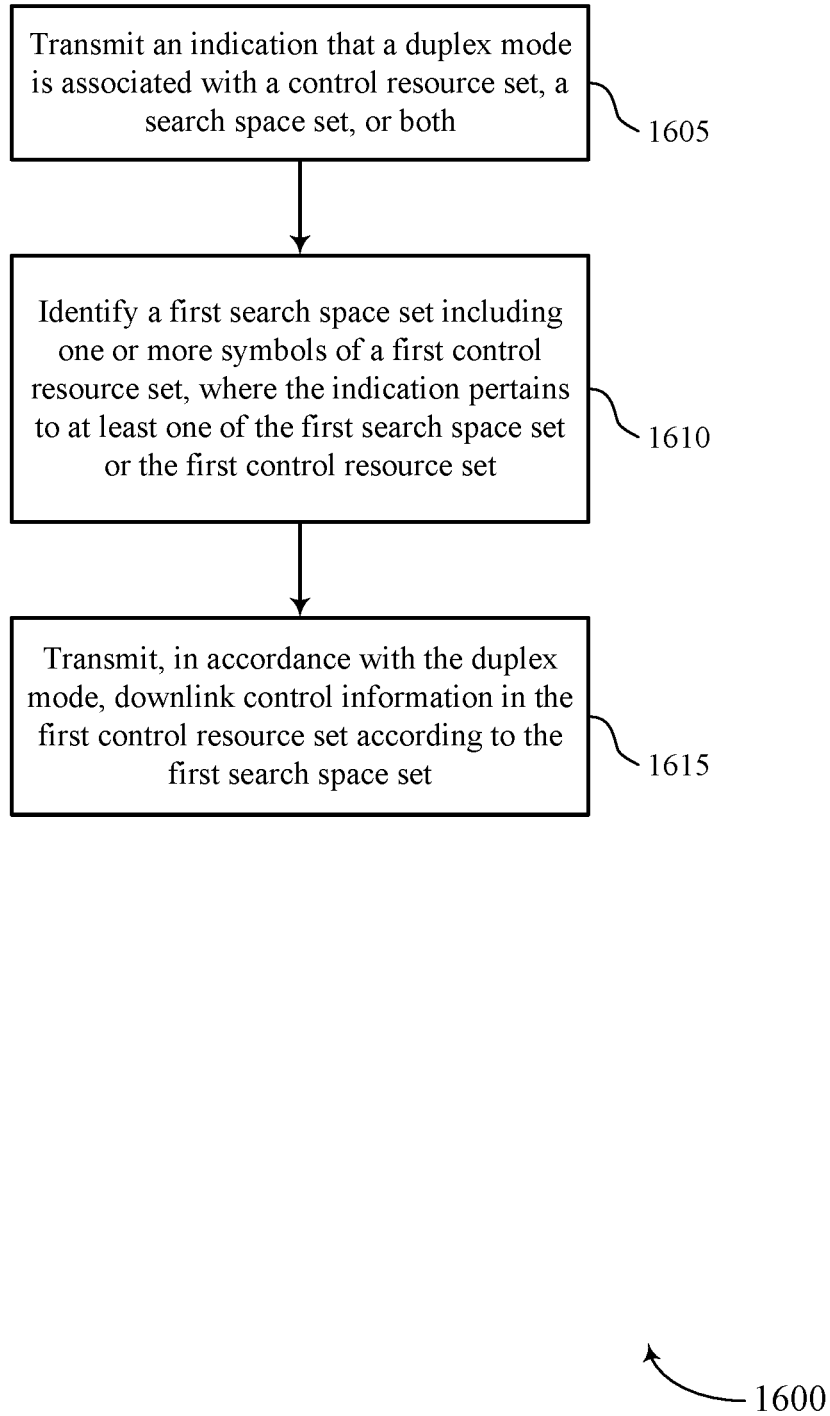 Transmit an indication that a duplex mode
is associated with a control resource set, a
search space set, or both
1605
Identify a first search space set including
one or more symbols of a first control
resource set, where the indication pertains
to at least one of the first search space set
or the first control resource set
1610
Transmit, in accordance with the duplex
mode, downlink control information in the
first control resource set according to the
first search space set
1615
1600